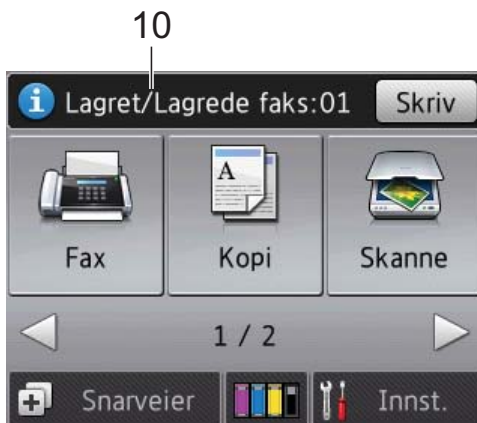 10
Lagret/Lagrede faks:01 Skriv
A
Fax Kopi Skanne
1 / 2
Snarveier Innst.